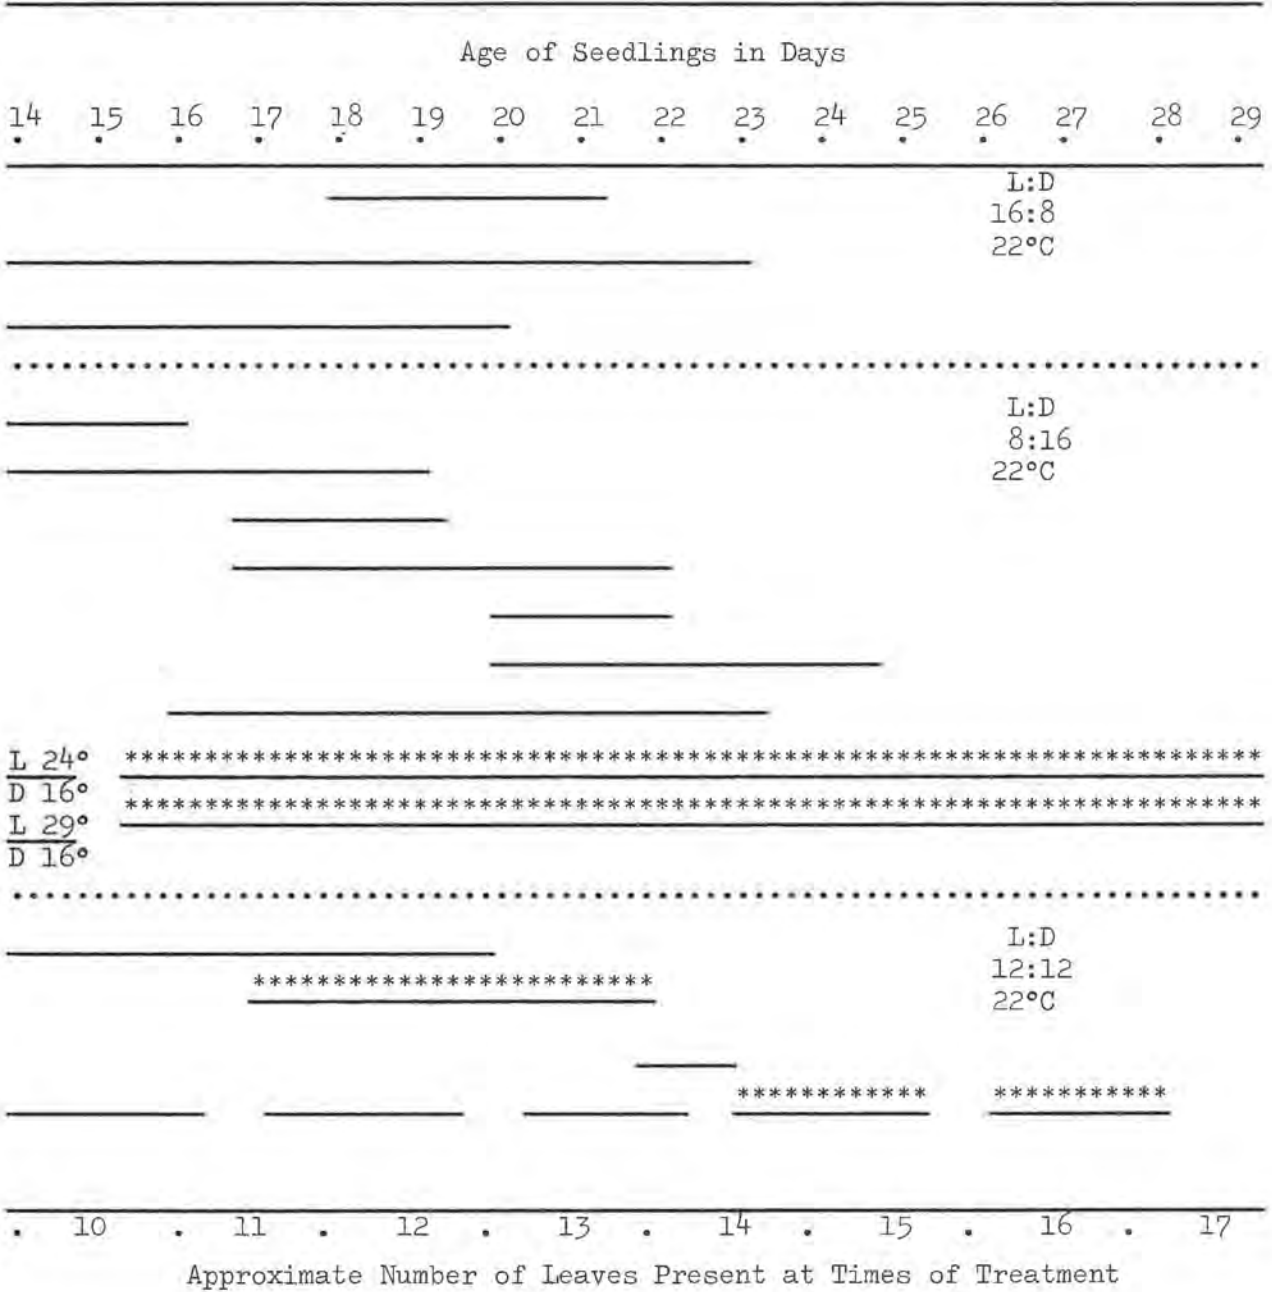 Age of Seedlings in Days
14 15 16 17 18 19 20 21 22 23 24 25 26 27 28 29
L:D
16:8
22°C
L:D
8:16
22°C
L 24°
D 16°
L 29°
D 16°
L:D
12:12
22°C
10 11 12 13 14 15 16 17
Approximate Number of Leaves Present at Times of Treatment